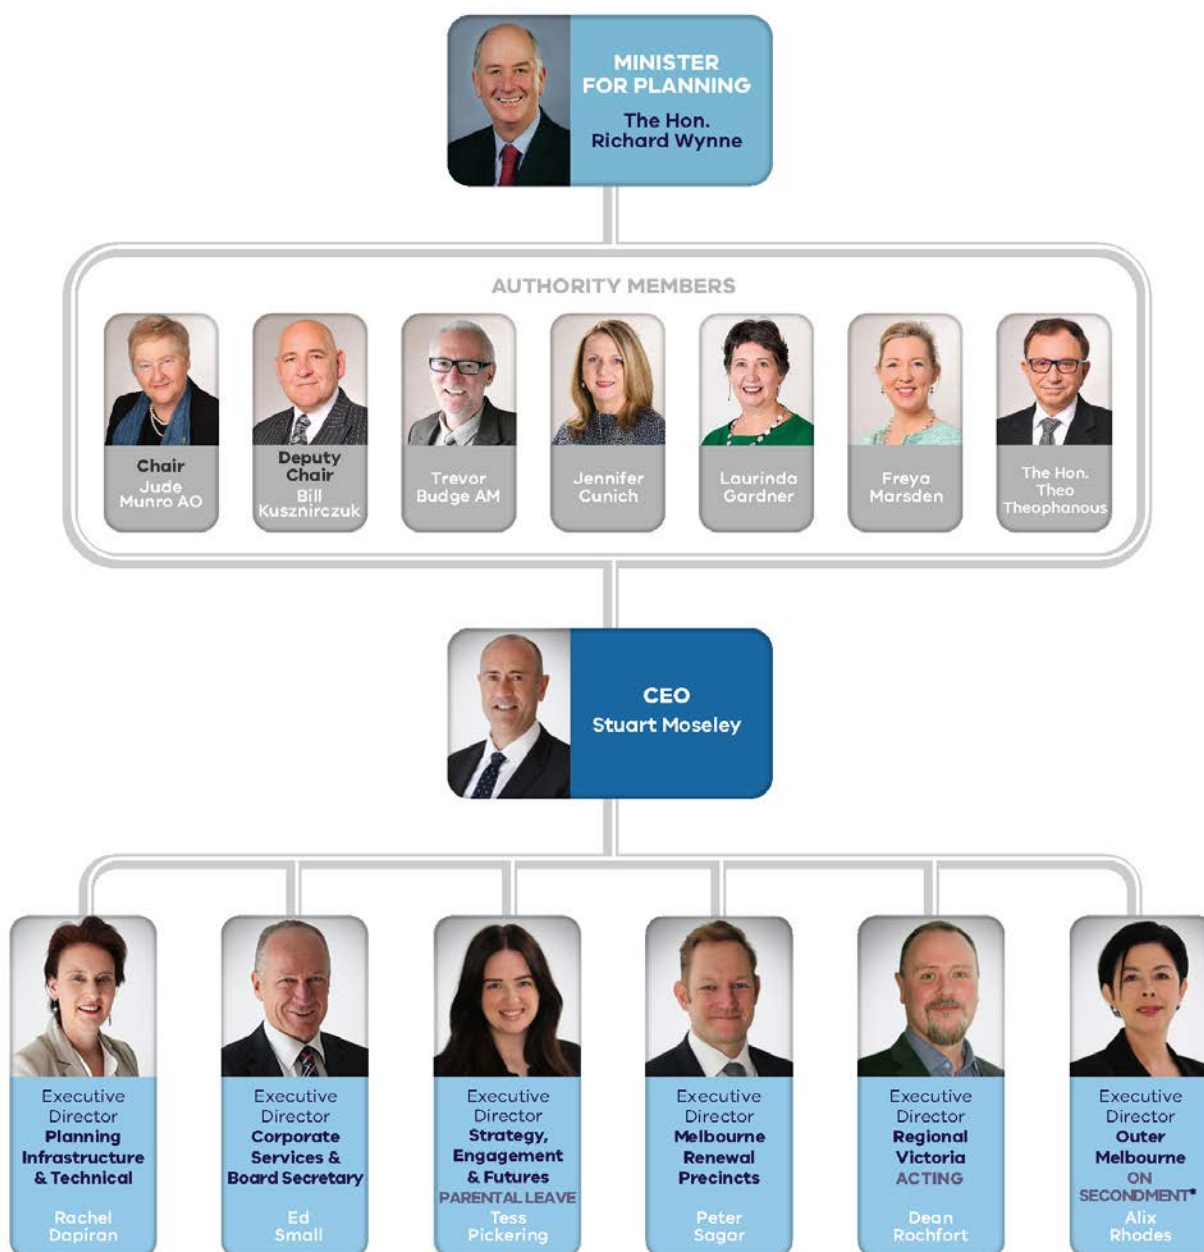 MINISTER
FOR PLANNING
The Hon.
Richard Wynne
AUTHORITY MEMBERS
Chair
Jude
Munro AO
Deputy
Chair
Bill
Kusznirczuk
Trevor
Budge AM
Jennifer
Cunich
Laurinda
Gardner
Freya
Marsden
The Hon.
Theo
Theophanous
CEO
Stuart Moseley
Executive
Director
Planning
Infrastructure
& Technical
Rachel
Dapiran
Executive
Director
Corporate
Services &
Board Secretary
Ed
Small
Executive
Director
Strategy,
Engagement
& Futures
PARENTAL LEAVE
Tess
Pickering
Executive
Director
Melbourne
Renewal
Precincts
Peter
Sagar
Executive
Director
Regional
Victoria
ACTING
Dean
Rochfort
Executive
Director
Outer
Melbourne
ON
SECONDMENT*
Alix
Rhodes